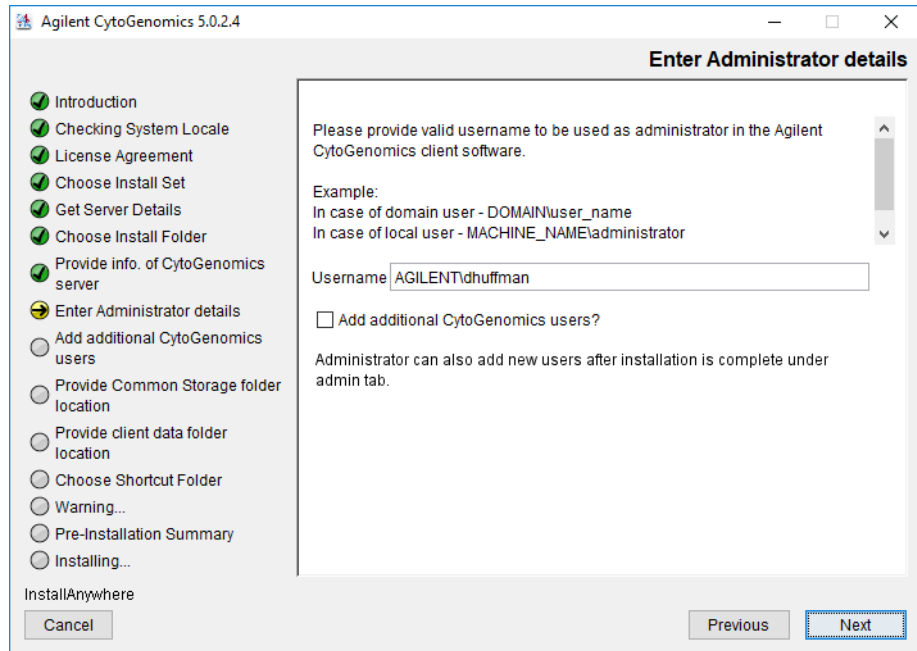 Agilent CytoGenomics 5.0.2.4
Enter Administrator details
Introduction
Checking System Locale
License Agreement
Choose Install Set
Get Server Details
Choose Install Folder
Provide info. of CytoGenomics
server
Enter Administrator details
Add additional CytoGenomics
users
Provide Common Storage folder
location
Provide client data folder
location
Choose Shortcut Folder
Warning...
Pre-Installation Summary
Installing...
Please provide valid username to be used as administrator in the Agilent
CytoGenomics client software.
Example:
In case of domain user - DOMAIN\user_name
In case of local user - MACHINE_NAME\administrator
Username AGILENT\dhuffman
Add additional CytoGenomics users?
Administrator can also add new users after installation is complete under
admin tab.
InstallAnywhere
Cancel
Previous
Next